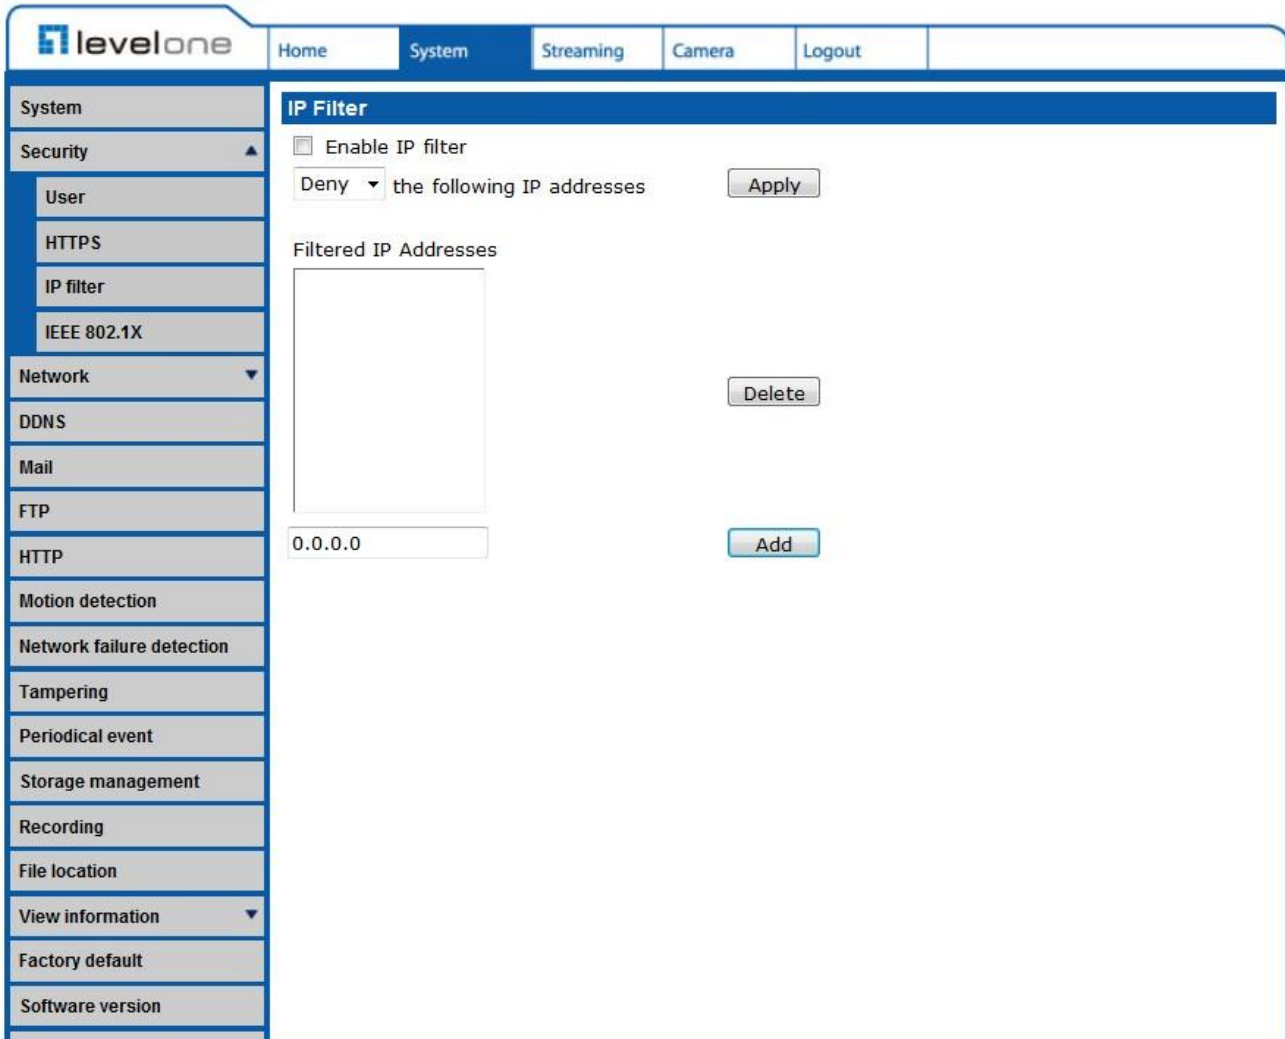 levelone
Home
System
Streaming
Camera
Logout
System
Security
User
HTTPS
IP filter
IEEE 802.1X
Network
DDNS
Mail
FTP
HTTP
Motion detection
Network failure detection
Tampering
Periodical event
Storage management
Recording
File location
View information
Factory default
Software version
IP Filter
Enable IP filter
Deny the following IP addresses
Apply
Filtered IP Addresses
Delete
0.0.0.0
Add